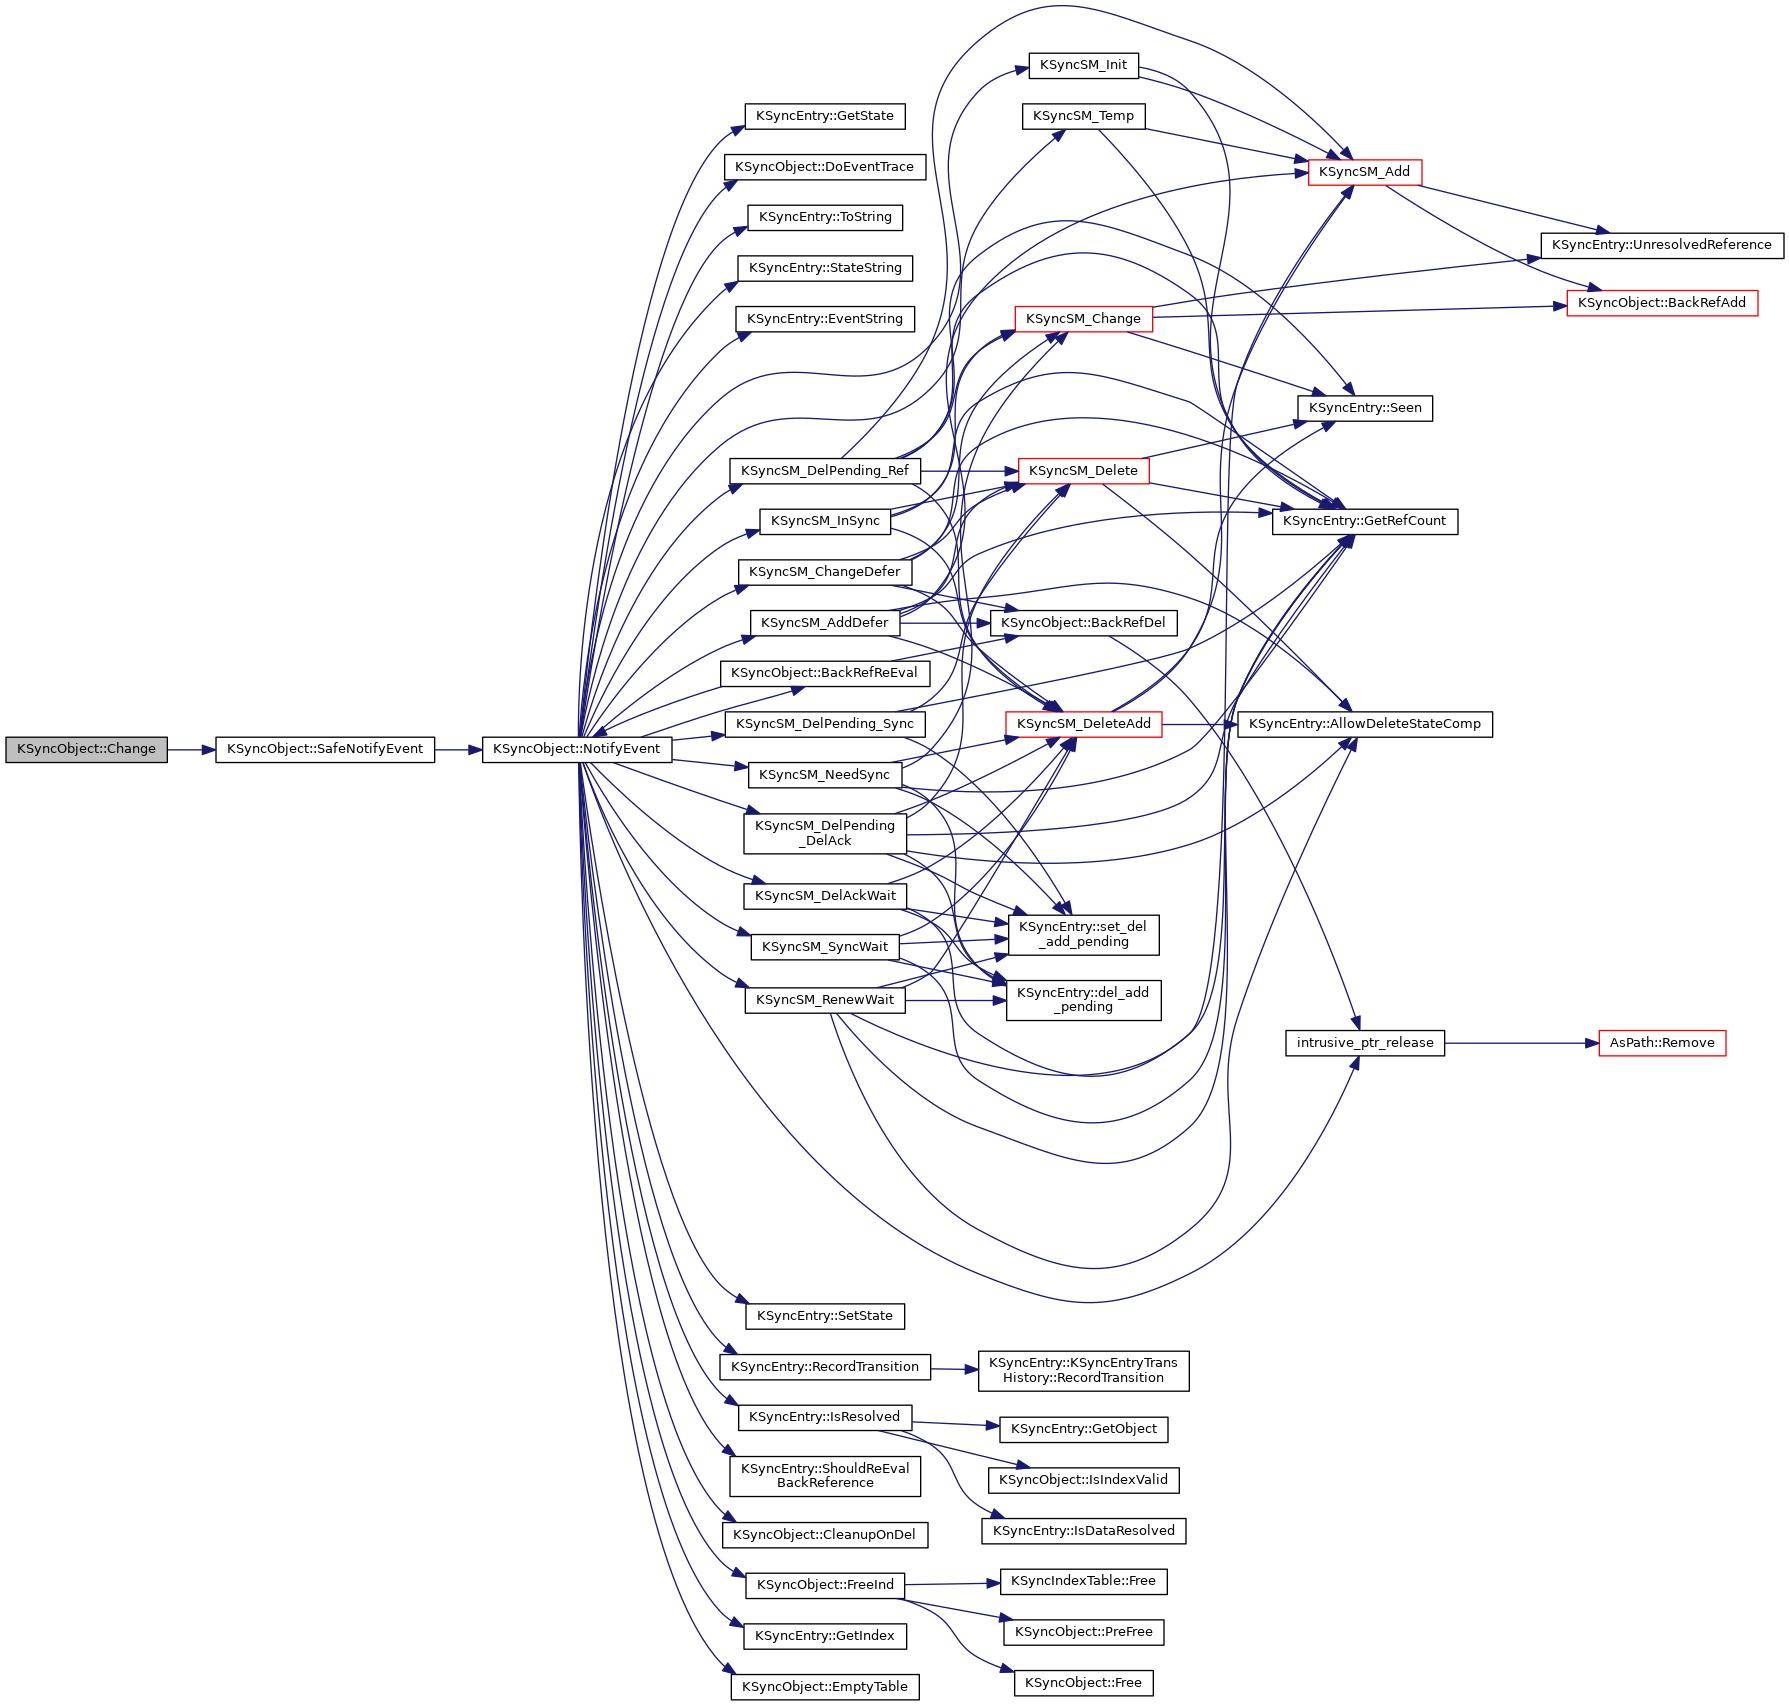 KSyncObject::Change
KSyncObject::SafeNotifyEvent
KSyncObject::NotifyEvent
KSyncEntry::GetState
KSyncObject::DoEventTrace
KSyncEntry::ToString
KSyncEntry::StateString
KSyncEntry::EventString
KSyncSM_DelPending_Ref
KSyncSM_InSync
KSyncSM_ChangeDefer
KSyncSM_AddDefer
KSyncObject::BackRefReEval
KSyncSM_DelPending_Sync
KSyncSM_NeedSync
KSyncSM_DelPending
_DelAck
KSyncSM_DelAckWait
KSyncSM_SyncWait
KSyncSM_RenewWait
KSyncEntry::SetState
KSyncEntry::RecordTransition
KSyncEntry::IsResolved
KSyncEntry::ShouldReEval
BackReference
KSyncObject::CleanupOnDel
KSyncObject::FreeInd
KSyncEntry::GetIndex
KSyncObject::EmptyTable
KSyncSM_Init
KSyncSM_Temp
KSyncSM_Change
KSyncSM_Delete
KSyncObject::BackRefDel
KSyncSM_DeleteAdd
KSyncEntry::set_del
_add_pending
KSyncEntry::del_add
_pending
KSyncEntry::KSyncEntryTrans
History::RecordTransition
KSyncEntry::GetObject
KSyncObject::IsIndexValid
KSyncEntry::IsDataResolved
KSyncIndexTable::Free
KSyncObject::PreFree
KSyncObject::Free
KSyncSM_Add
KSyncEntry::Seen
KSyncEntry::GetRefCount
KSyncEntry::AllowDeleteStateComp
intrusive_ptr_release
KSyncEntry::UnresolvedReference
KSyncObject::BackRefAdd
AsPath::Remove